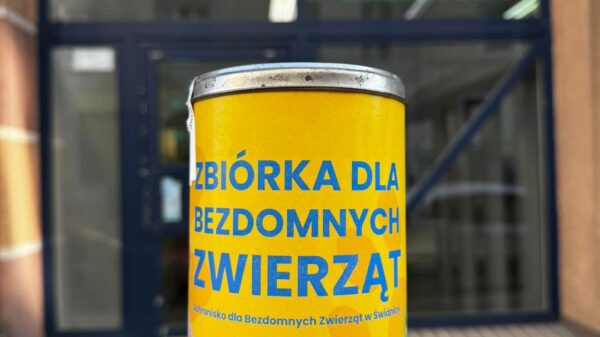 ZBIÓRKA DLA
BEZDOMNYCH
ZWIERZĄT
Schronisko dla Bezdomnych Zwierząt w Świdnicy